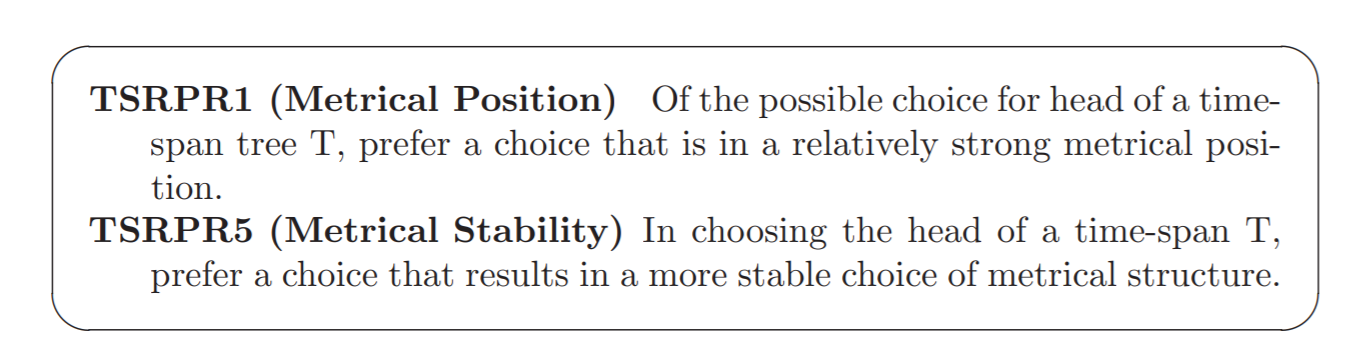 TSRPR1 (Metrical Position) Of the possible choice for head of a time-
span tree T, prefer a choice that is in a relatively strong metrical posi-
tion.
TSRPR5 (Metrical Stability) In choosing the head of a time-span T,
prefer a choice that results in a more stable choice of metrical structure.